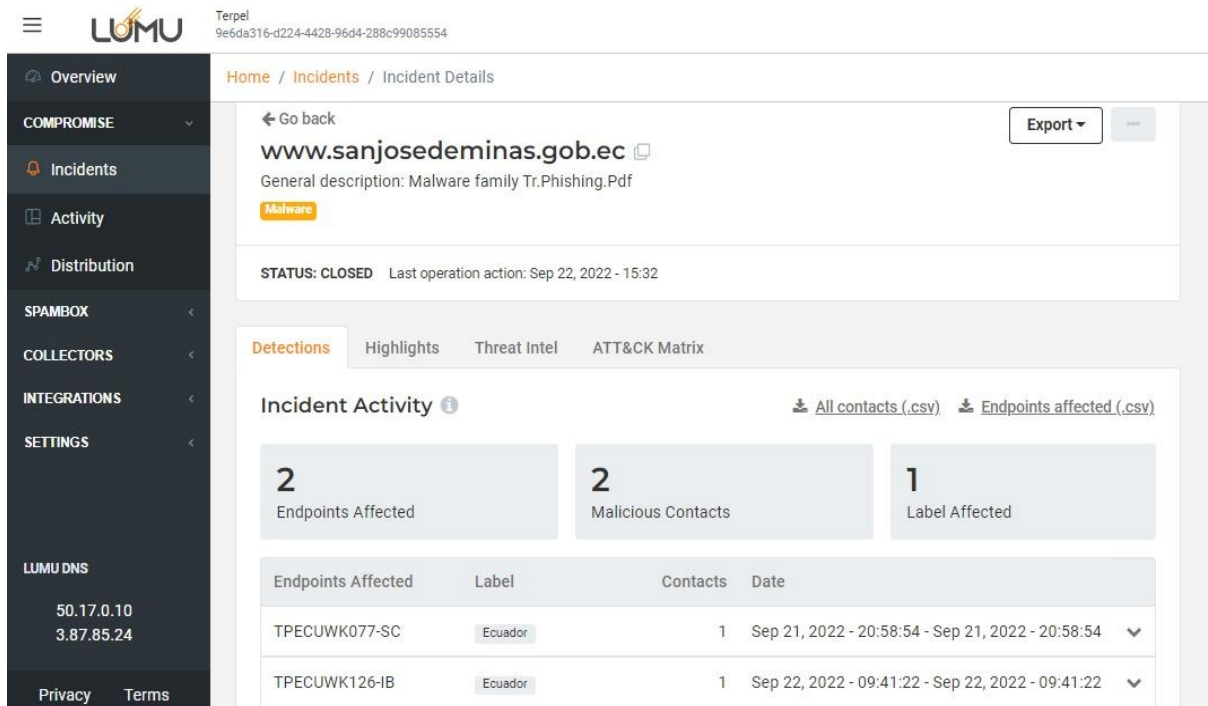 LUMU
Terpel
9e6da316-d224-4428-96d4-288c99085554
Overview
COMPROMISE
Incidents
Activity
Distribution
SPAMBOX
COLLECTORS
INTEGRATIONS
SETTINGS
LUMU DNS
50.17.0.10
3.87.85.24
Privacy Terms
Home / Incidents / Incident Details
Go back
Export
www.sanjosedeminas.gob.ec
General description: Malware family Tr.Phishing.Pdf
Malware
STATUS: CLOSED Last operation action: Sep 22, 2022 - 15:32
Detections Highlights Threat Intel ATT&CK Matrix
Incident Activity
All contacts (.csv) Endpoints affected (.csv)
2
Endpoints Affected
2
Malicious Contacts
1
Label Affected
Endpoints Affected Label Contacts Date
TPECUWK077-SC Ecuador 1 Sep 21, 2022 - 20:58:54 - Sep 21, 2022 - 20:58:54
TPECUWK126-IB Ecuador 1 Sep 22, 2022 - 09:41:22 - Sep 22, 2022 - 09:41:22